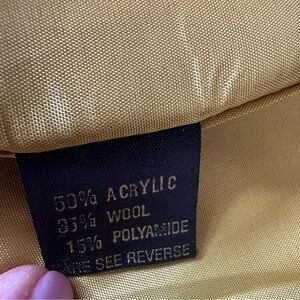 50% ACRYLIC
35% WOOL
15% POLYAMIDE
SEE REVERSE